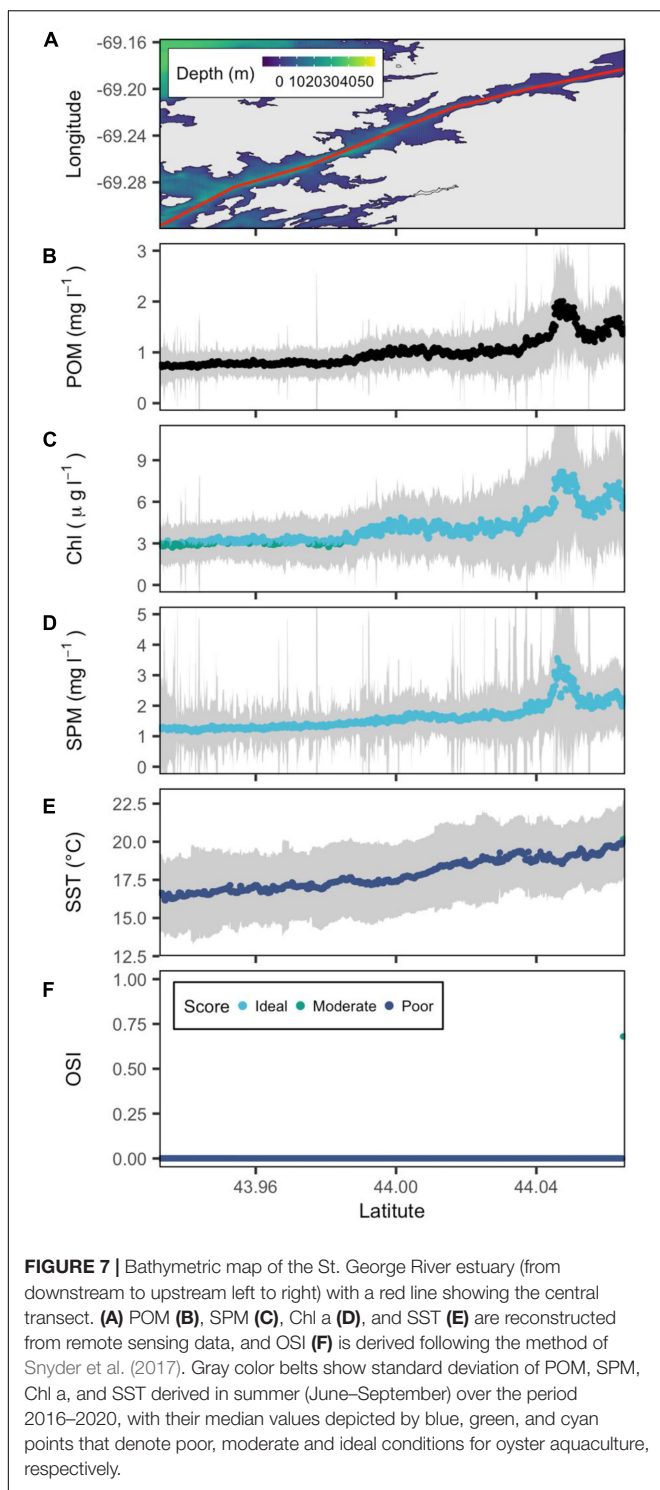 A
-69.16
-69.20
-69.24
-69.28
Longitude
Depth (m)
0 1020304050
B
3
2
1
0
POM (mg l⁻¹)
C
9
6
3
0
Chl (μ g l⁻¹)
D
5
4
3
2
1
0
SPM (mg l⁻¹)
E
22.5
20.0
17.5
15.0
12.5
SST (°C)
F
1.00
0.75
0.50
0.25
0.00
OSI
Score Ideal Moderate Poor
43.96 44.00 44.04
Latitute
FIGURE 7 | Bathymetric map of the St. George River estuary (from
downstream to upstream left to right) with a red line showing the central
transect. (A) POM (B), SPM (C), Chl a (D), and SST (E) are reconstructed
from remote sensing data, and OSI (F) is derived following the method of
Snyder et al. (2017). Gray color belts show standard deviation of POM, SPM,
Chl a, and SST derived in summer (June–September) over the period
2016–2020, with their median values depicted by blue, green, and cyan
points that denote poor, moderate and ideal conditions for oyster aquaculture,
respectively.